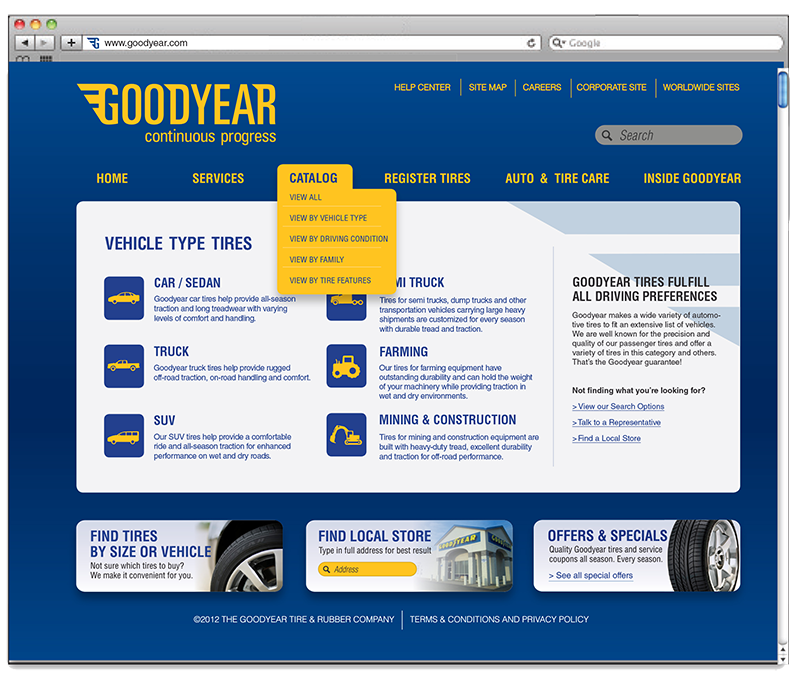 www.goodyear.com
Google
HELP CENTER
SITE MAP
CAREERS
CORPORATE SITE
WORLDWIDE SITES
GOODYEAR
continuous progress
Search
HOME
SERVICES
CATALOG
REGISTER TIRES
AUTO & TIRE CARE
INSIDE GOODYEAR
VIEW ALL
VIEW BY VEHICLE TYPE
VIEW BY DRIVING CONDITION
VIEW BY FAMILY
VIEW BY TIRE FEATURES
VEHICLE TYPE TIRES
CAR / SEDAN
Goodyear car tires help provide all-season
traction and long treadwear with varying
levels of comfort and handling.
TRUCK
Goodyear truck tires help provide rugged
off-road traction, on-road handling and comfort.
SUV
Our SUV tires help provide a comfortable
ride and all-season traction for enhanced
performance on wet and dry roads.
MI TRUCK
Tires for semi trucks, dump trucks and other
transportation vehicles carrying large heavy
shipments are customized for every season
with durable tread and traction.
FARMING
Our tires for farming equipment have
outstanding durability and can hold the weight
of your machinery while providing traction in
wet and dry environments.
MINING & CONSTRUCTION
Tires for mining and construction equipment are
built with heavy-duty tread, excellent durability
and traction for off-road performance.
GOODYEAR TIRES FULFILL
ALL DRIVING PREFERENCES
Goodyear makes a wide variety of automo-
tive tires to fit an extensive list of vehicles.
We are well known for the precision and
quality of our passenger tires and offer a
variety of tires in this category and others.
That's the Goodyear guarantee!
Not finding what you're looking for?
>View our Search Options
>Talk to a Representative
>Find a Local Store
FIND TIRES
BY SIZE OR VEHICLE
Not sure which tires to buy?
We make it convenient for you.
FIND LOCAL STORE
Type in full address for best result
Address
GOODYEAR
OFFERS & SPECIALS
Quality Goodyear tires and service
coupons all season. Every season.
> See all special offers
©2012 THE GOODYEAR TIRE & RUBBER COMPANY
TERMS & CONDITIONS AND PRIVACY POLICY